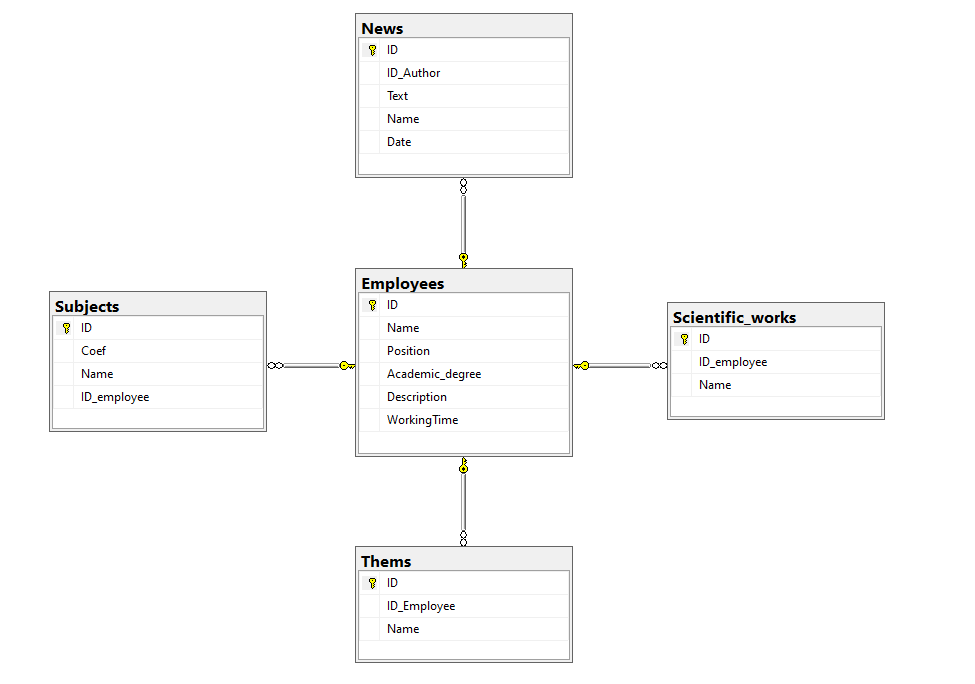 News
ID
ID_Author
Text
Name
Date
Subjects
ID
Coef
Name
ID_employee
Employees
ID
Name
Position
Academic_degree
Description
WorkingTime
Scientific_works
ID
ID_employee
Name
Thems
ID
ID_Employee
Name